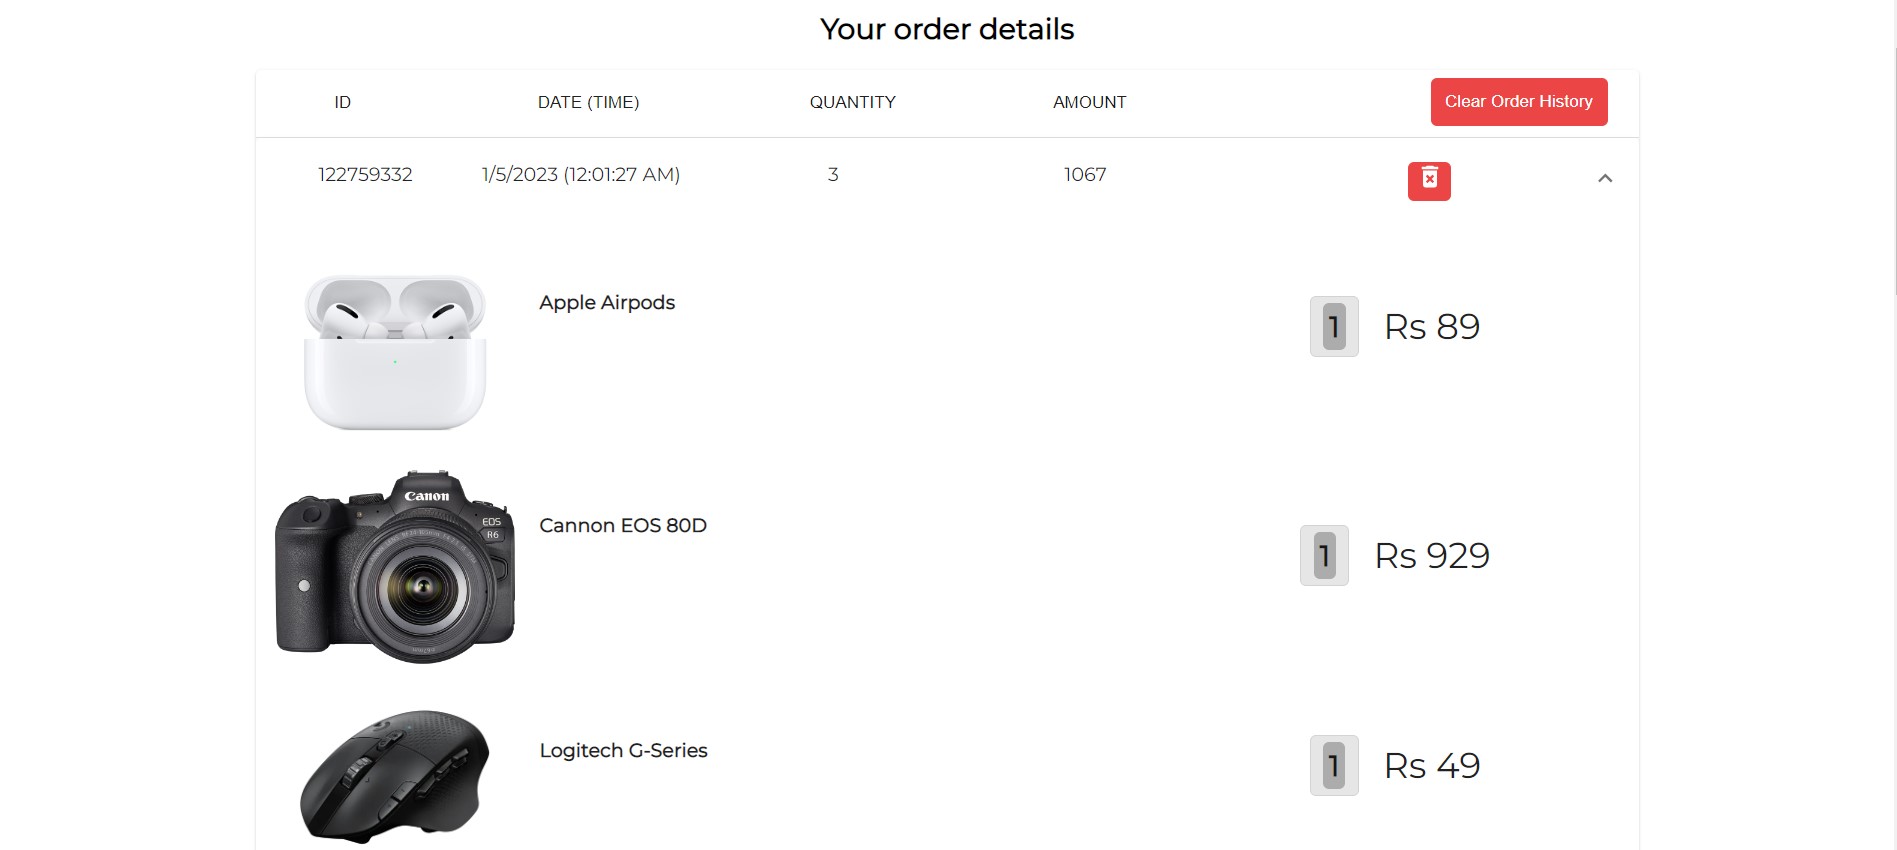 Your order details
ID DATE (TIME) QUANTITY AMOUNT Clear Order History
122759332 1/5/2023 (12:01:27 AM) 3 1067
Apple Airpods 1 Rs 89
Canon
EOS
R6
Cannon EOS 80D 1 Rs 929
Logitech G-Series 1 Rs 49